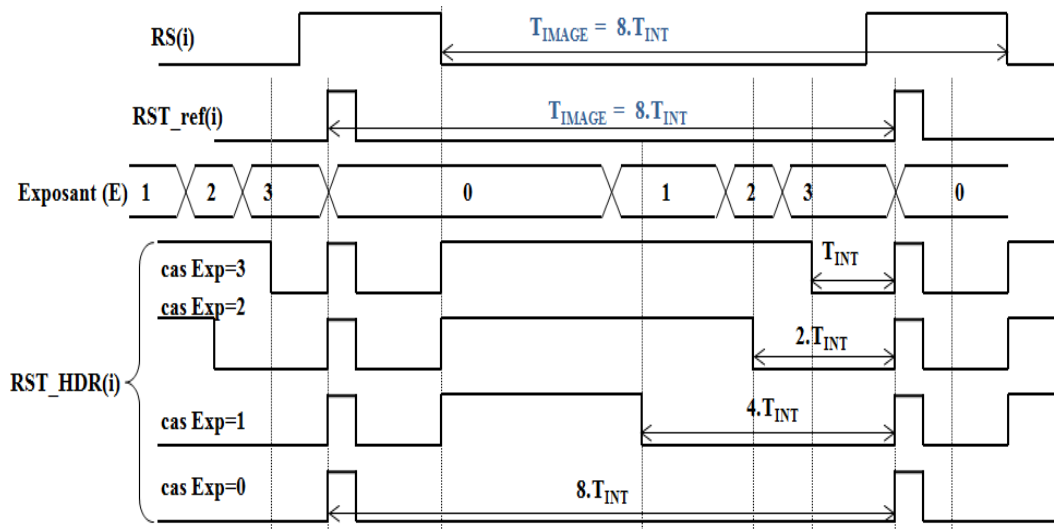 RS(i)
T_IMAGE = 8.T_INT
RST_ref(i)
T_IMAGE = 8.T_INT
Exposant (E)
1 2 3 0 1 2 3 0
cas Exp=3
T_INT
cas Exp=2
2.T_INT
RST_HDR(i)
cas Exp=1
4.T_INT
cas Exp=0
8.T_INT